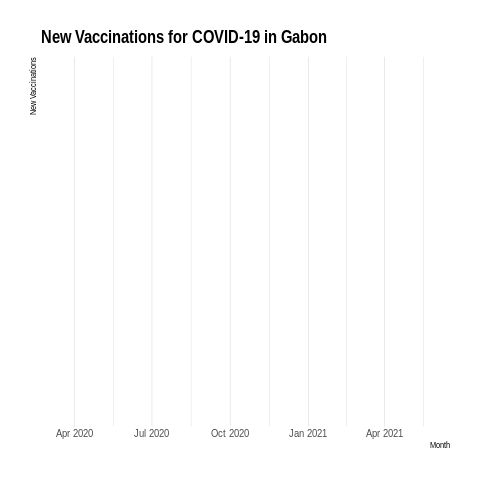 New Vaccinations for COVID-19 in Gabon
New Vaccinations
Apr 2020 Jul 2020 Oct 2020 Jan 2021 Apr 2021
Month